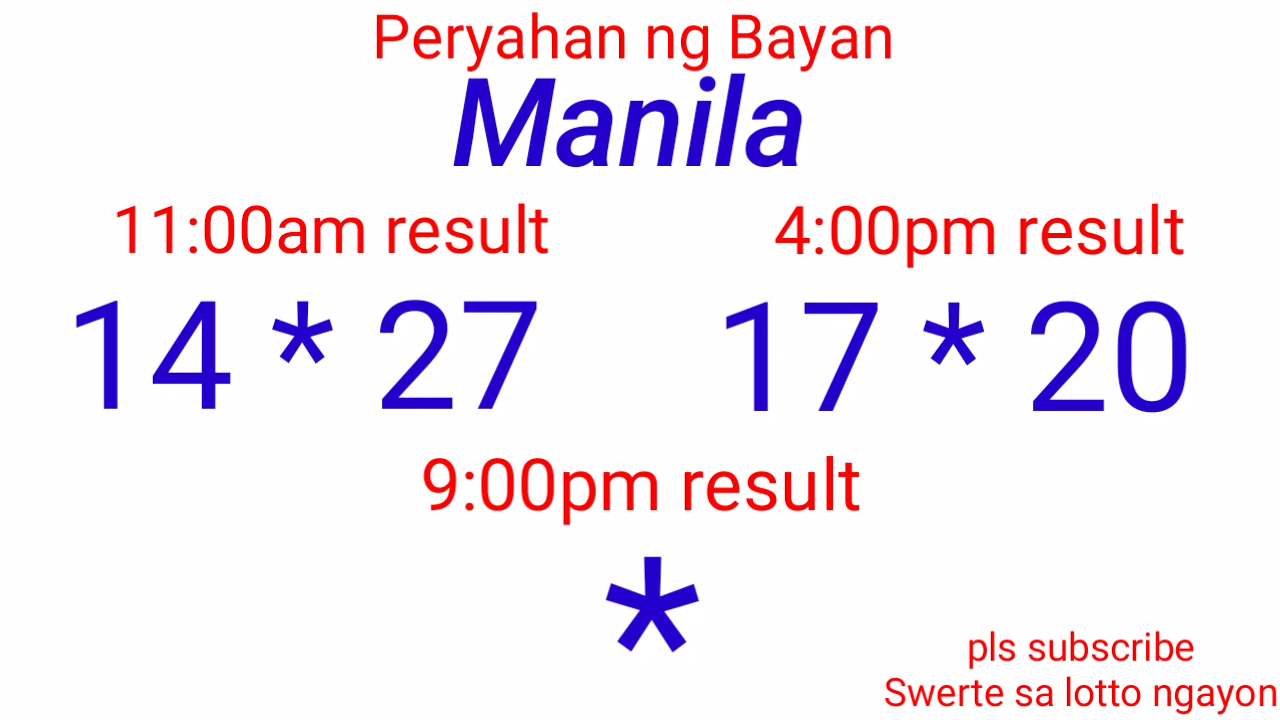 Peryahan ng Bayan
Manila
11:00am result
4:00pm result
14 * 27
17 * 20
9:00pm result
*
pls subscribe
Swerte sa lotto ngayon